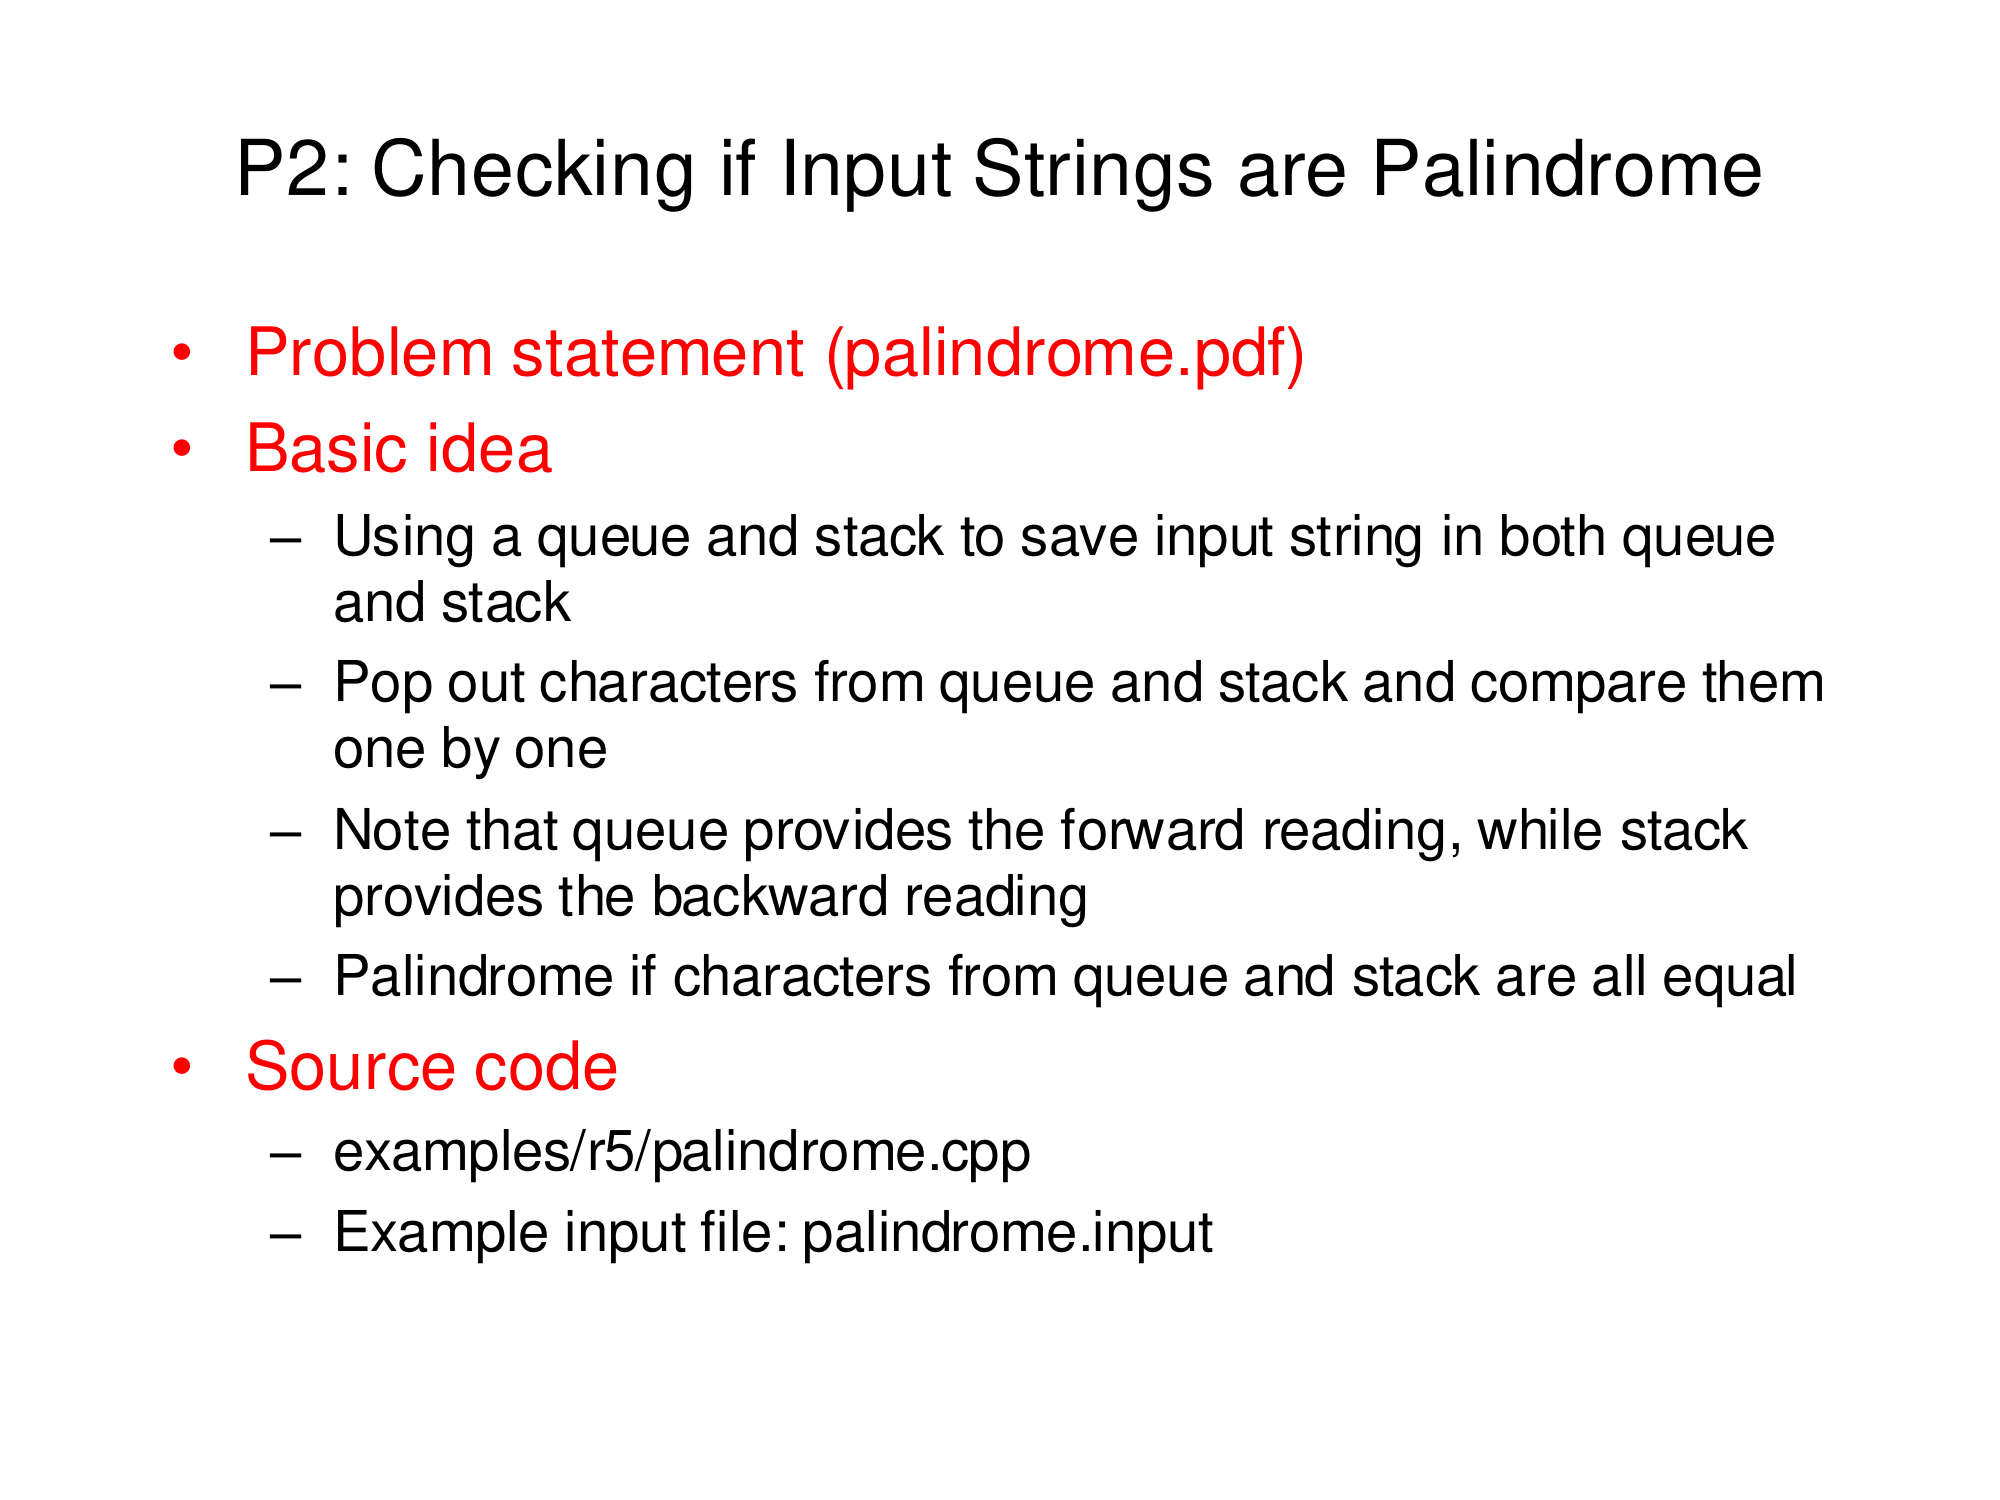 P2: Checking if Input Strings are Palindrome
• Problem statement (palindrome.pdf)
• Basic idea
– Using a queue and stack to save input string in both queue
and stack
– Pop out characters from queue and stack and compare them
one by one
– Note that queue provides the forward reading, while stack
provides the backward reading
– Palindrome if characters from queue and stack are all equal
• Source code
– examples/r5/palindrome.cpp
– Example input file: palindrome.input